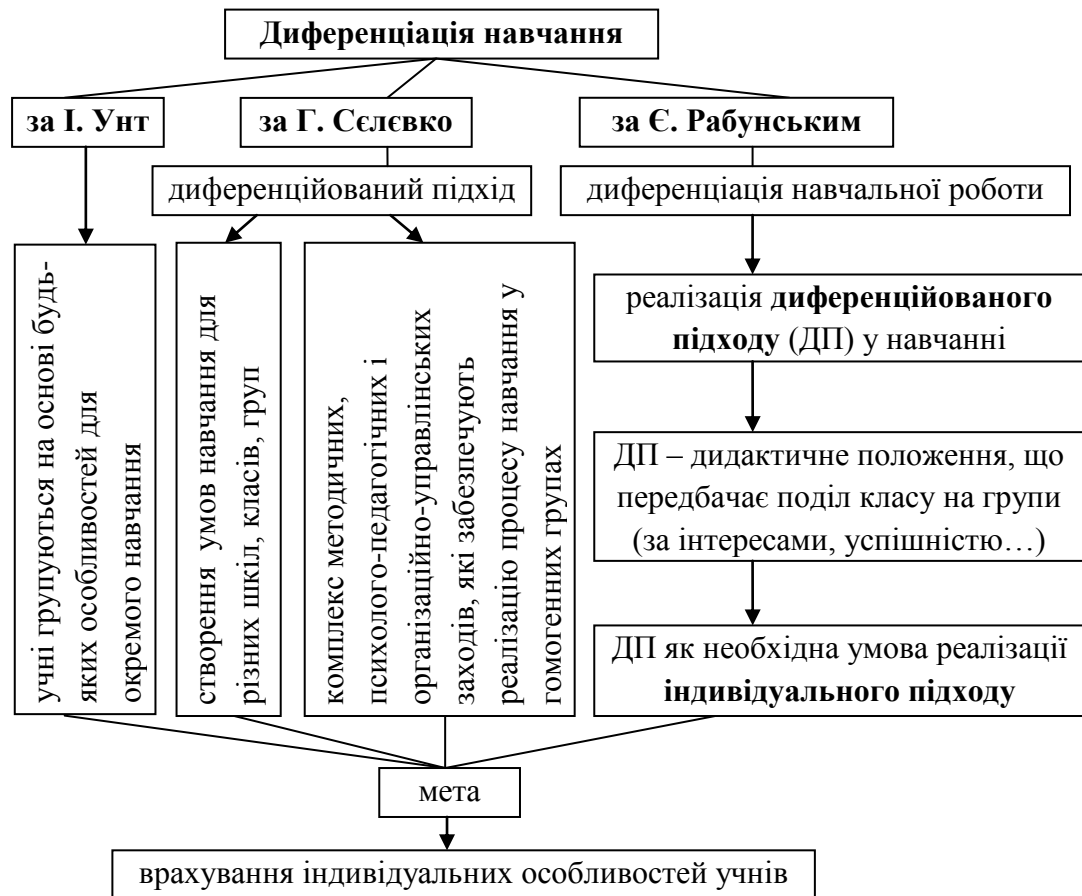 Диференціація навчання
за І. Унт
за Г. Сєлєвко
за Є. Рабунським
диференційований підхід
диференціація навчальної роботи
учні групуються на основі будь-
яких особливостей для
окремого навчання
створення умов навчання для
різних шкіл, класів, груп
комплекс методичних,
психолого-педагогічних і
організаційно-управлінських
заходів, які забезпечують
реалізацію процесу навчання у
гомогенних групах
реалізація диференційованого
підходу (ДП) у навчанні
ДП – дидактичне положення, що
передбачає поділ класу на групи
(за інтересами, успішністю…)
ДП як необхідна умова реалізації
індивідуального підходу
мета
врахування індивідуальних особливостей учнів